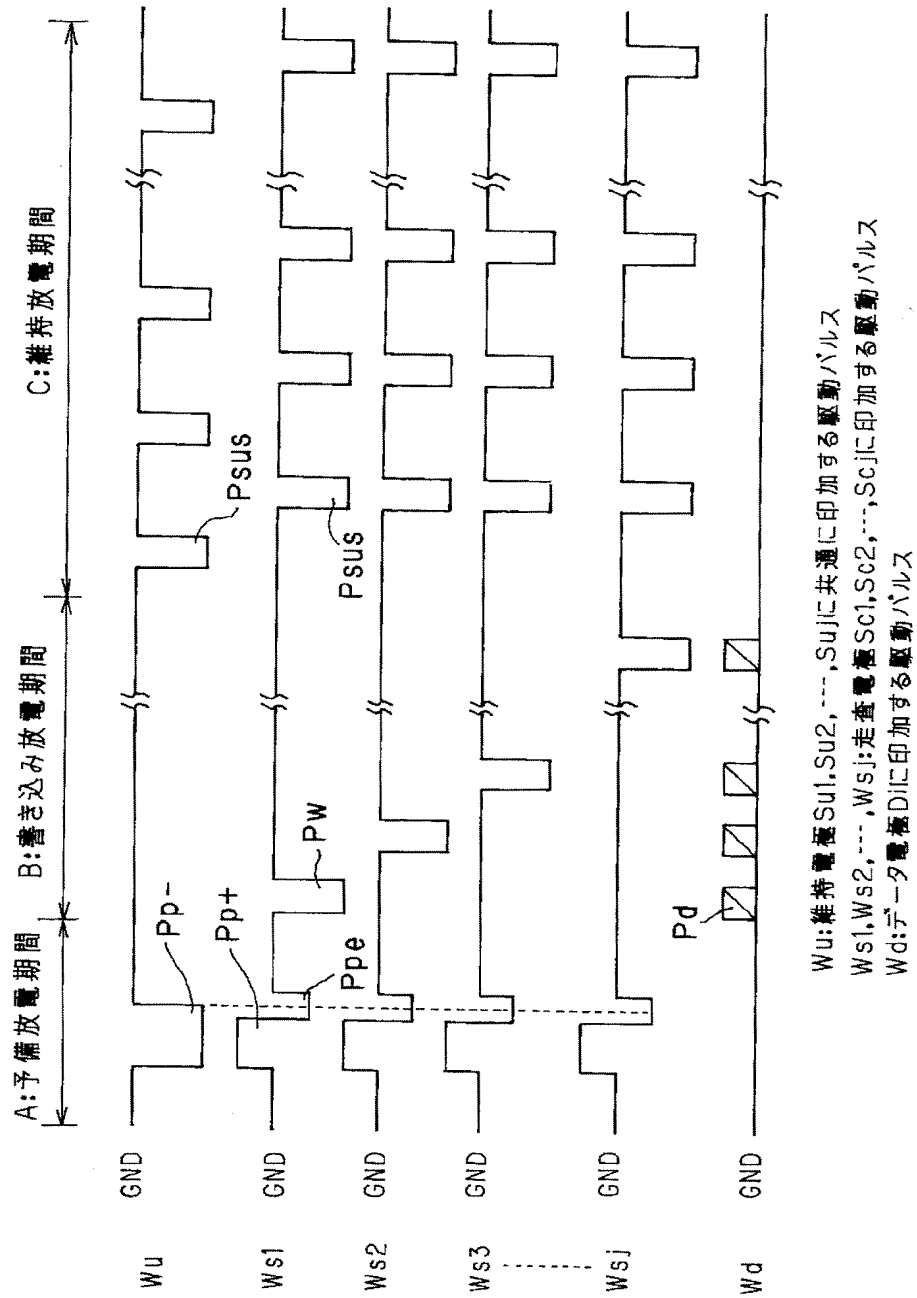 A:予備放電期間
B:書き込み放電期間
C:維持放電期間
Wu
GND
Pp-
Psus
Pp+
Ws1
GND
Ppe
Pw
Psus
Ws2
GND
Ws3
GND
Wsj
GND
Wd
GND
Pd
Wu:維持電極Su1,Su2,---,Sujに共通に印加する駆動パルス
Ws1,Ws2,---,Wsj:走査電極Sc1,Sc2,---,Scjに印加する駆動パルス
Wd:データ電極Diに印加する駆動パルス